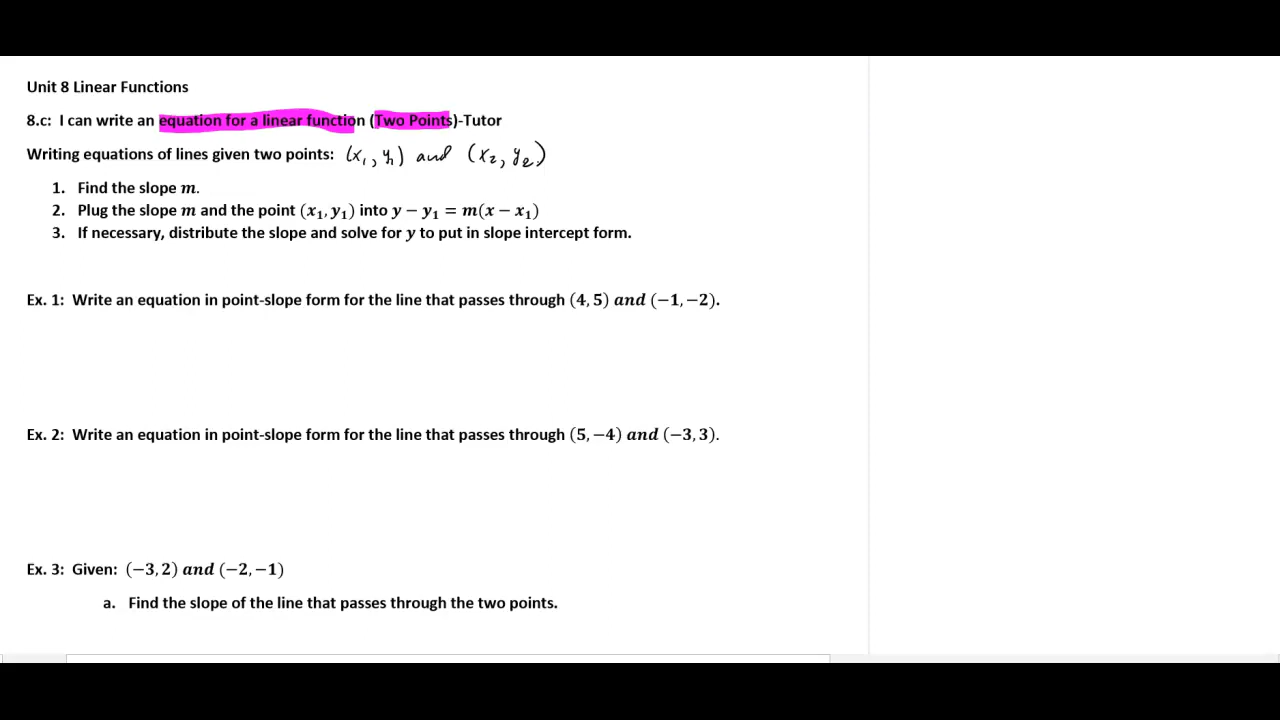 Unit 8 Linear Functions
8.c: I can write an equation for a linear function (Two Points)-Tutor
Writing equations of lines given two points: (x₁, y₁) and (x₂, y₂)
1. Find the slope m.
2. Plug the slope m and the point (x₁, y₁) into y − y₁ = m(x − x₁)
3. If necessary, distribute the slope and solve for y to put in slope intercept form.
Ex. 1: Write an equation in point-slope form for the line that passes through (4, 5) and (−1, −2).
Ex. 2: Write an equation in point-slope form for the line that passes through (5, −4) and (−3, 3).
Ex. 3: Given: (−3, 2) and (−2, −1)
a. Find the slope of the line that passes through the two points.